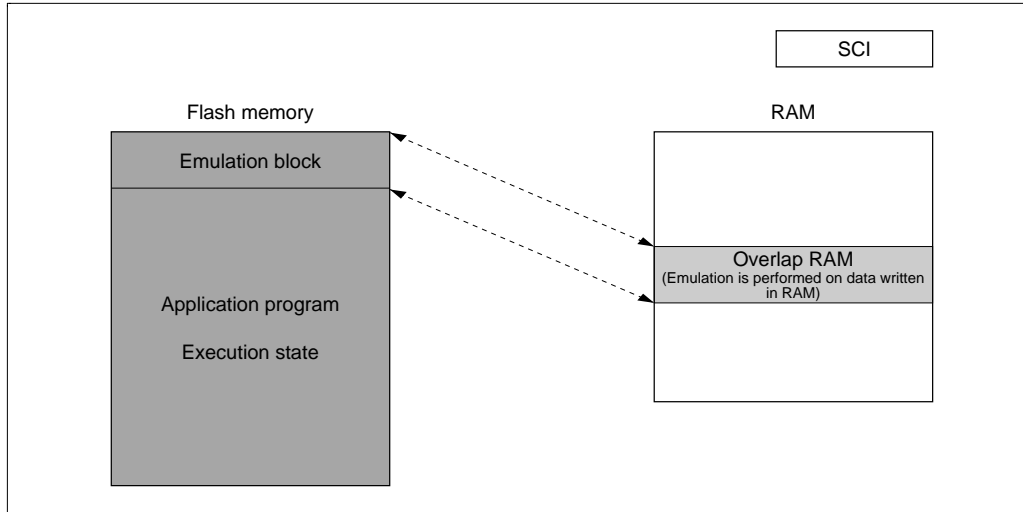 SCI
Flash memory
RAM
Emulation block
Overlap RAM
(Emulation is performed on data written
in RAM)
Application program
Execution state